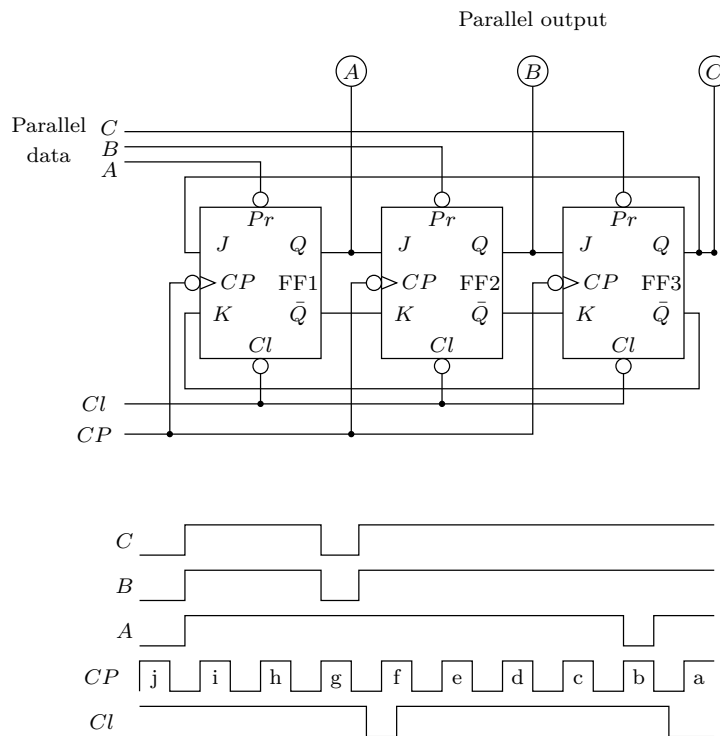 Parallel output
A B C
Parallel data
C
B
A
Pr Pr Pr
J Q J Q J Q
CP FF1 CP FF2 CP FF3
K Q̄ K Q̄ K Q̄
Cl Cl Cl
Cl
CP
C
B
A
CP j i h g f e d c b a
Cl